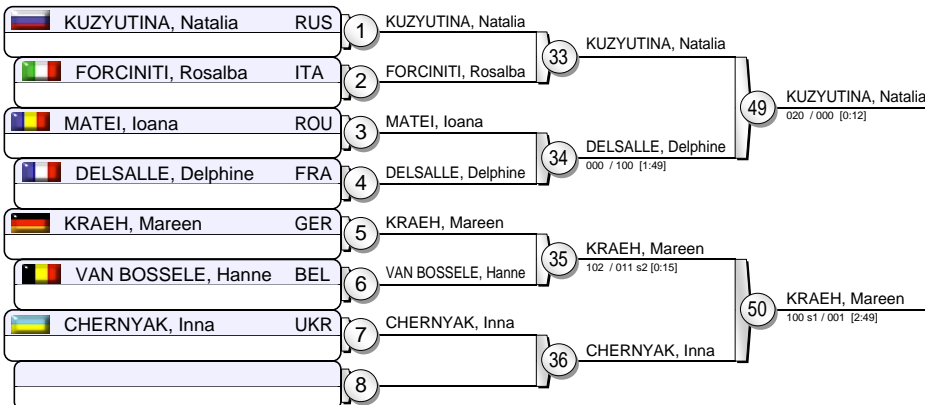 KUZYUTINA, Natalia RUS
1
KUZYUTINA, Natalia
FORCINITI, Rosalba ITA
2
FORCINITI, Rosalba
33
KUZYUTINA, Natalia
MATEI, Ioana ROU
3
MATEI, Ioana
DELSALLE, Delphine FRA
4
DELSALLE, Delphine
34
DELSALLE, Delphine
000 / 100 [1:49]
49
KUZYUTINA, Natalia
020 / 000 [0:12]
KRAEH, Mareen GER
5
KRAEH, Mareen
VAN BOSSELE, Hanne BEL
6
VAN BOSSELE, Hanne
35
KRAEH, Mareen
102 / 011 s2 [0:15]
CHERNYAK, Inna UKR
7
CHERNYAK, Inna
8
36
CHERNYAK, Inna
50
KRAEH, Mareen
100 s1 / 001 [2:49]